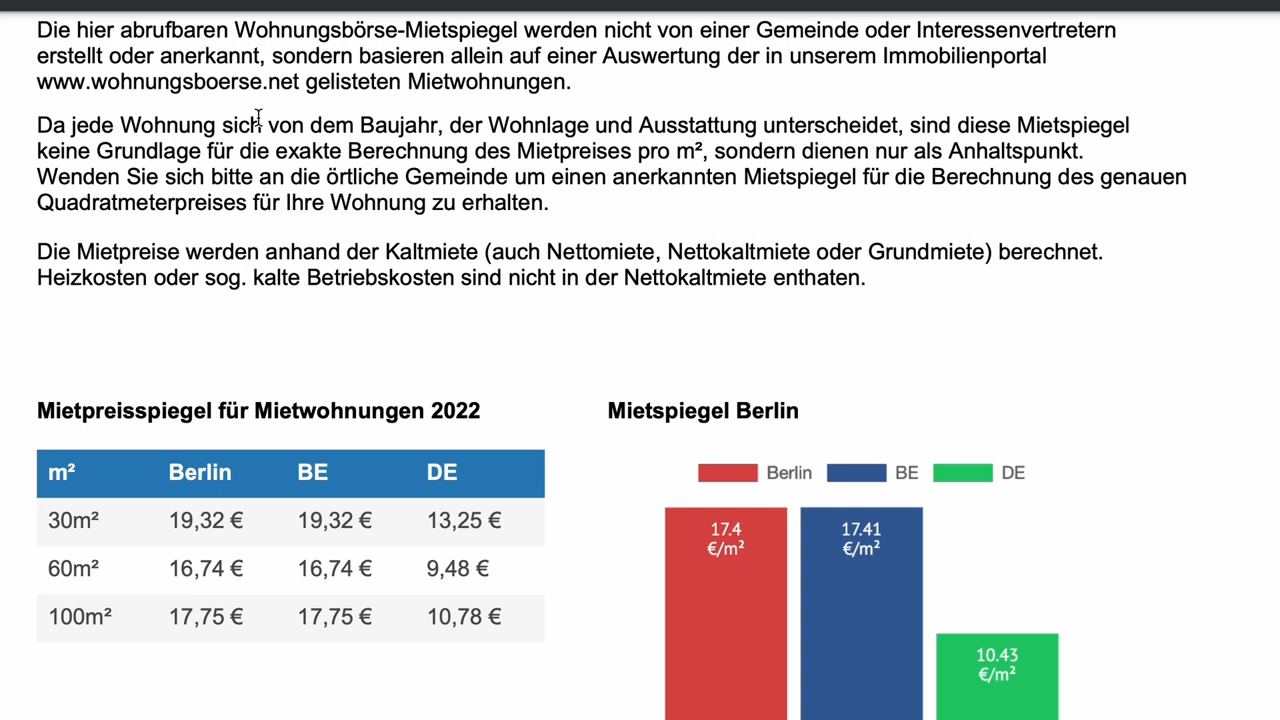 Die hier abrufbaren Wohnungsbörse-Mietspiegel werden nicht von einer Gemeinde oder Interessenvertretern
erstellt oder anerkannt, sondern basieren allein auf einer Auswertung der in unserem Immobilienportal
www.wohnungsboerse.net gelisteten Mietwohnungen.
Da jede Wohnung sich von dem Baujahr, der Wohnlage und Ausstattung unterscheidet, sind diese Mietspiegel
keine Grundlage für die exakte Berechnung des Mietpreises pro m², sondern dienen nur als Anhaltspunkt.
Wenden Sie sich bitte an die örtliche Gemeinde um einen anerkannten Mietspiegel für die Berechnung des genauen
Quadratmeterpreises für Ihre Wohnung zu erhalten.
Die Mietpreise werden anhand der Kaltmiete (auch Nettomiete, Nettokaltmiete oder Grundmiete) berechnet.
Heizkosten oder sog. kalte Betriebskosten sind nicht in der Nettokaltmiete enthaten.
Mietpreisspiegel für Mietwohnungen 2022
m² Berlin BE DE
30m² 19,32 € 19,32 € 13,25 €
60m² 16,74 € 16,74 € 9,48 €
100m² 17,75 € 17,75 € 10,78 €
Mietspiegel Berlin
Berlin BE DE
17.4
€/m²
17.41
€/m²
10.43
€/m²